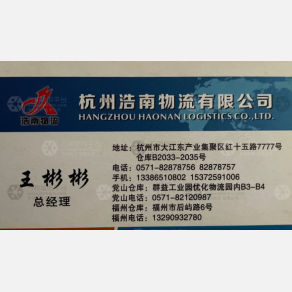 杭州浩南物流有限公司
HANGZHOU HAONAN LOGISTICS CO.,LTD.
浩南物流
地址:杭州市大江东产业集聚区红十五路7777号
仓库B2033-2035号
王彬彬
总经理
电话:0571-82878756 82878757
手机:13386510802 15372591006
党山仓库:群益工业园优化物流园内B3-B4
党山电话:0571-82120987
福州仓库:福州市后屿路6号
福州电话:13290932780